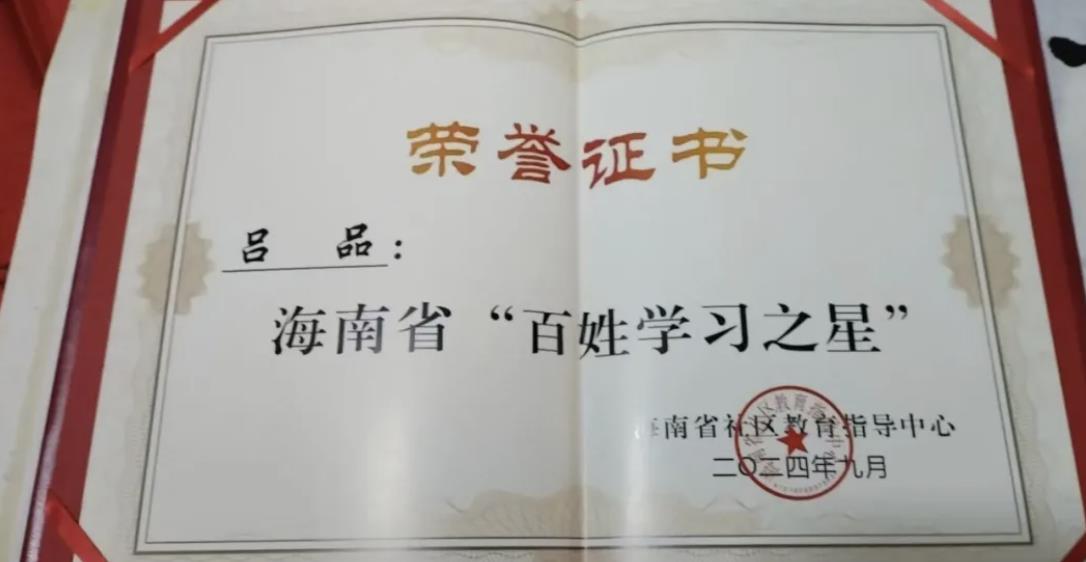 荣誉证书
吕 品：
海南省“百姓学习之星”
海南省社区教育指导中心
二〇二四年九月